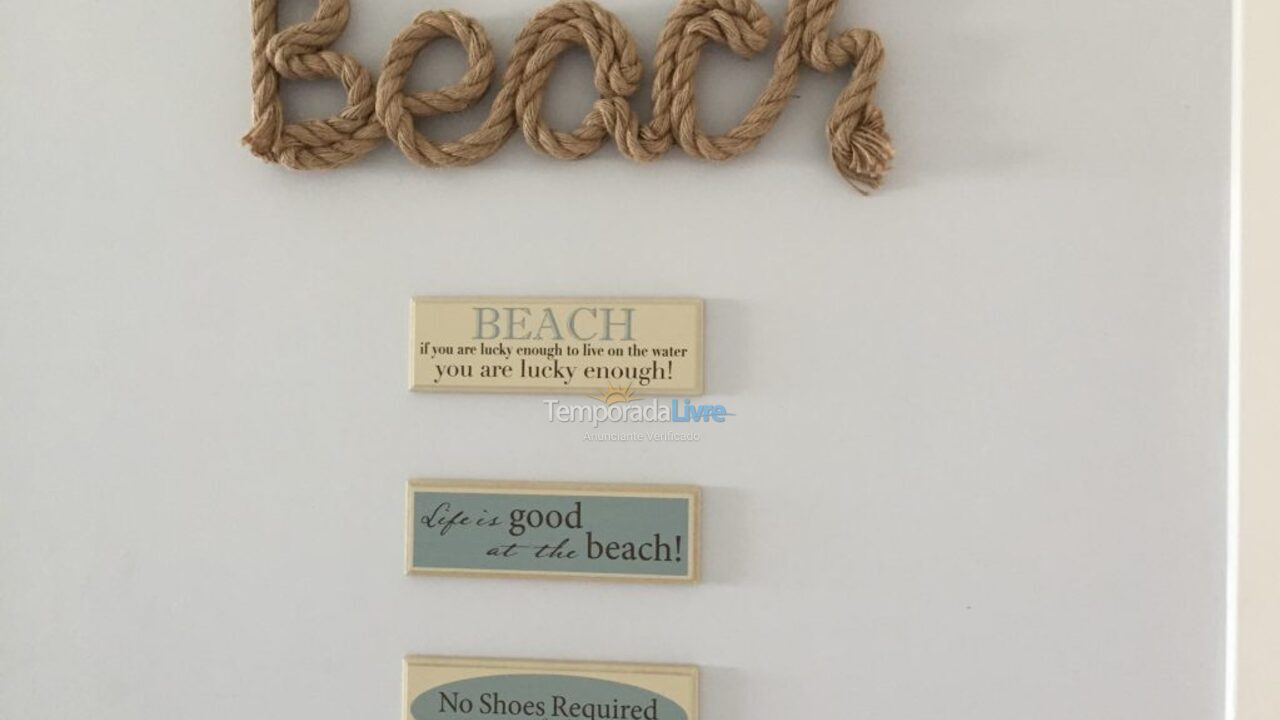 Beach
BEACH
if you are lucky enough to live on the water
you are lucky enough!
TemporadaLivre
Anunciante Verificado
Life is good
at the beach!
No Shoes Required